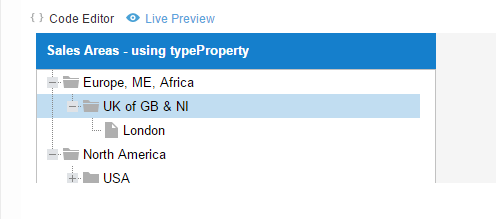 { } Code Editor Live Preview
Sales Areas - using typeProperty
Europe, ME, Africa
UK of GB & NI
London
North America
USA